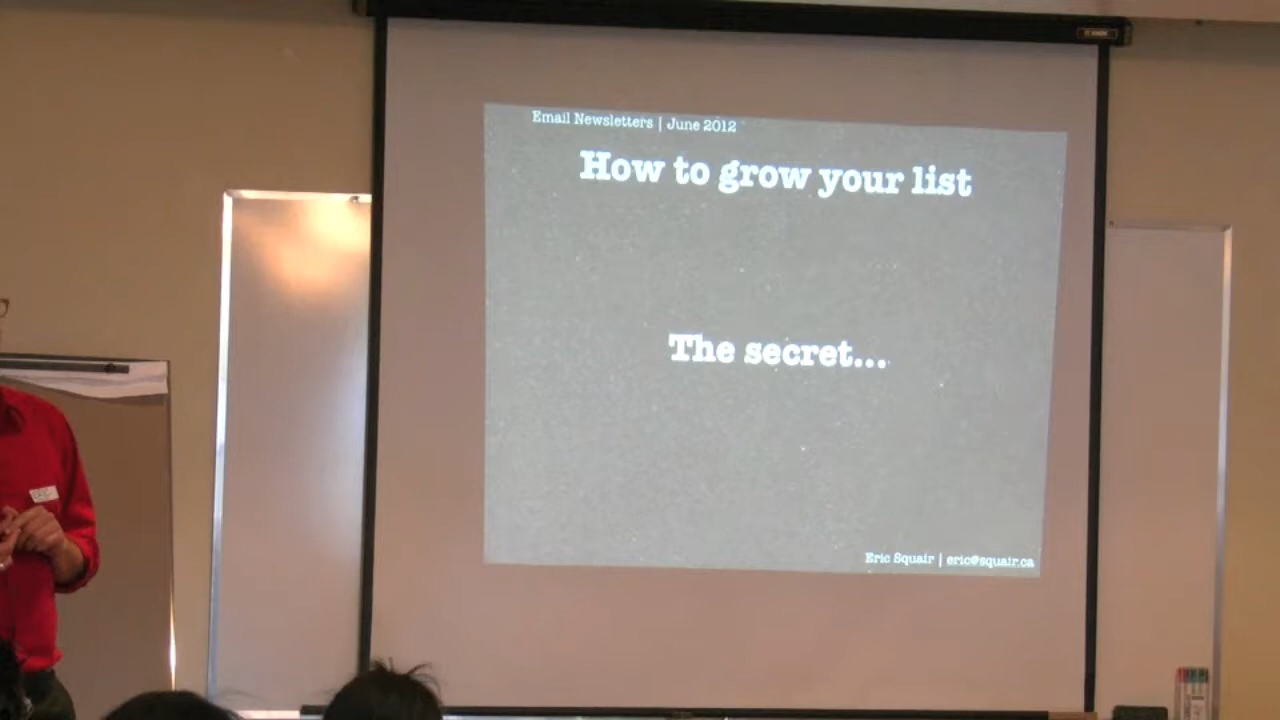 Email Newsletters | June 2012
How to grow your list
The secret...
Eric Squair | eric@squair.ca